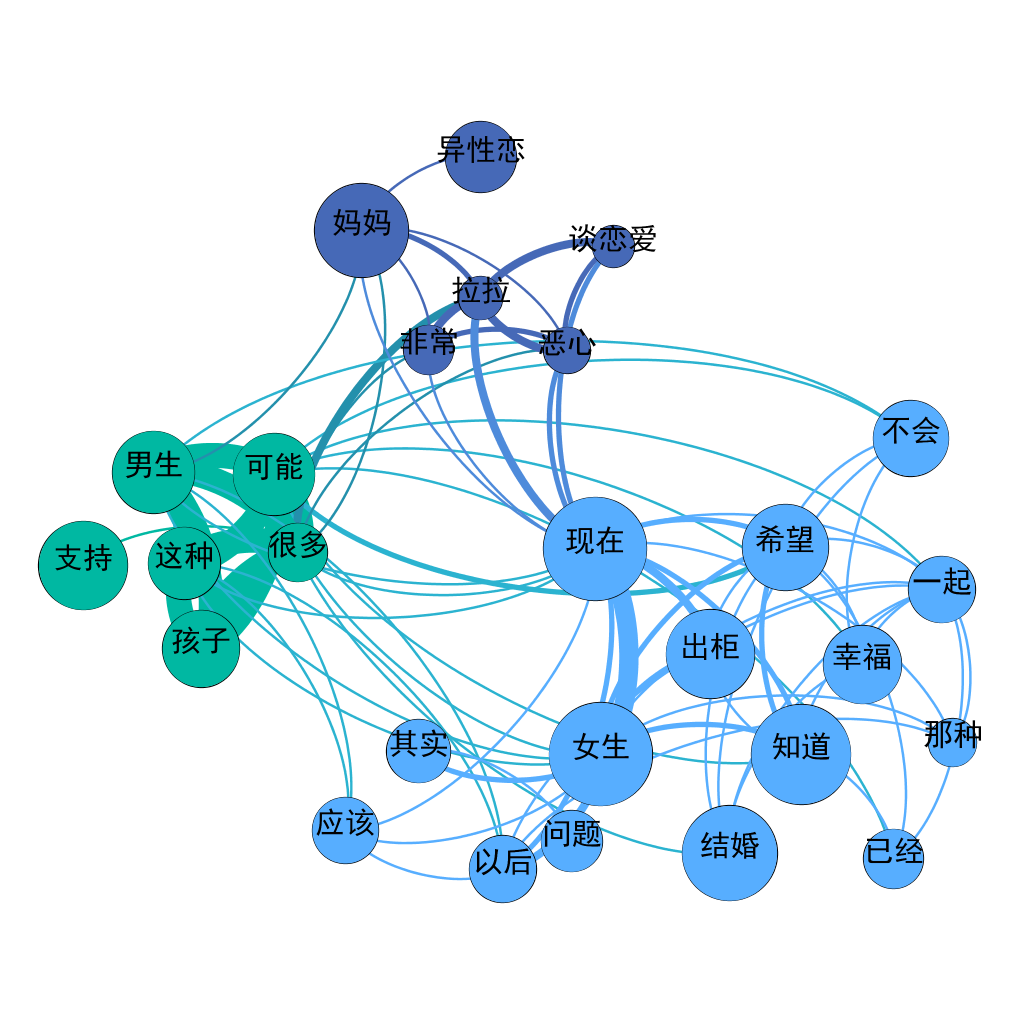 异性恋
妈妈
谈恋爱
拉拉
非常
恶心
不会
男生
可能
现在
希望
很多
支持
这种
一起
孩子
出柜
幸福
其实
女生
知道
那种
应该
问题
以后
结婚
已经